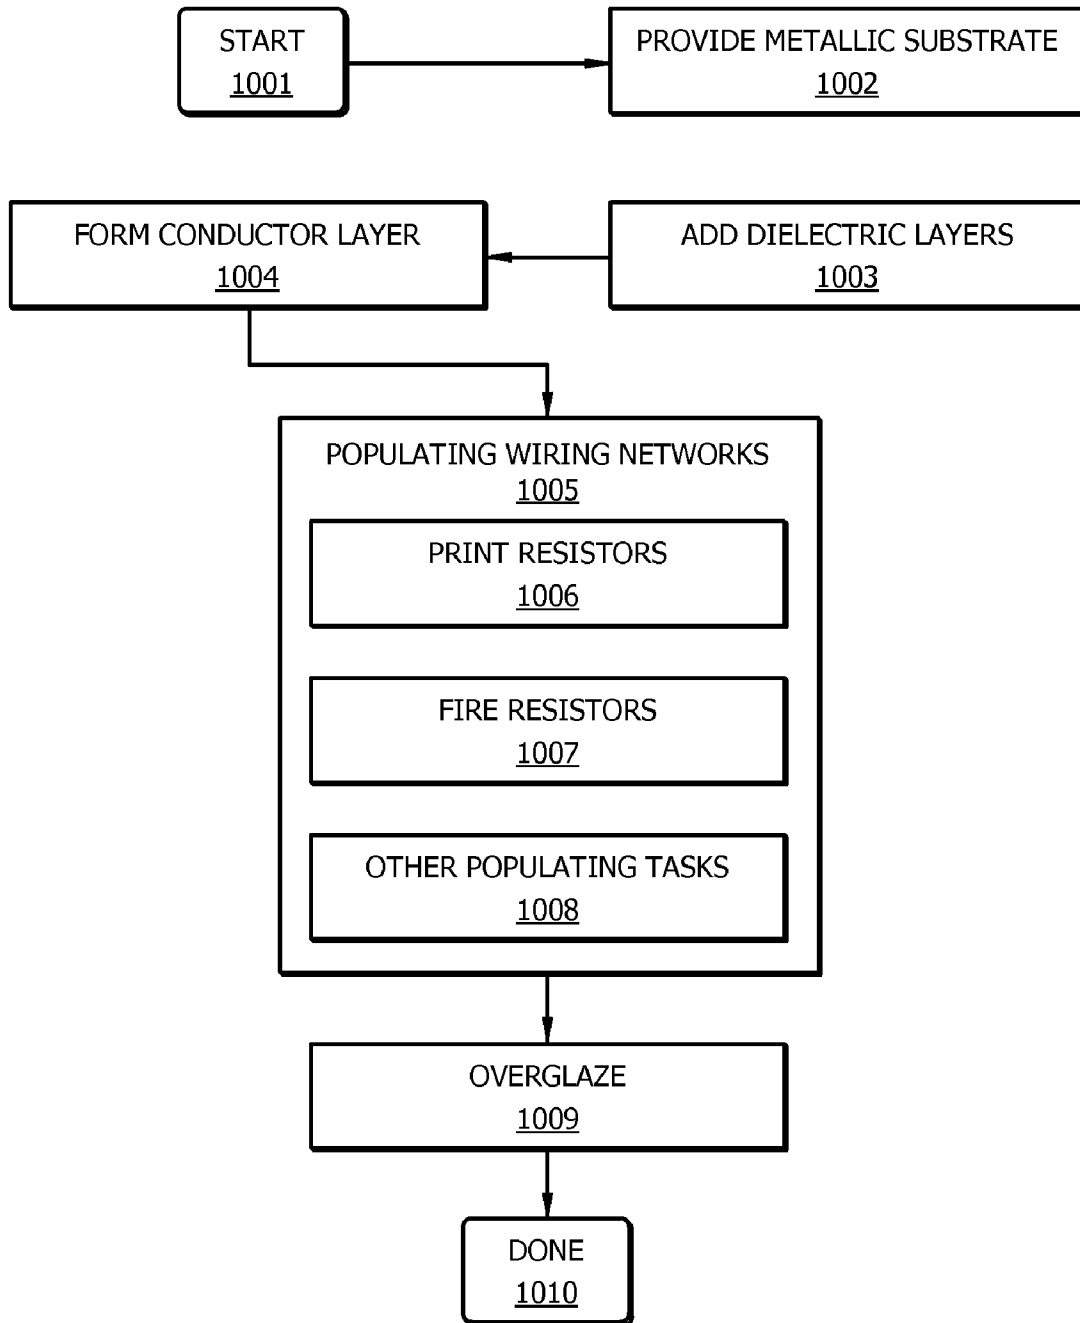 START
1001
PROVIDE METALLIC SUBSTRATE
1002
FORM CONDUCTOR LAYER
1004
ADD DIELECTRIC LAYERS
1003
POPULATING WIRING NETWORKS
1005
PRINT RESISTORS
1006
FIRE RESISTORS
1007
OTHER POPULATING TASKS
1008
OVERGLAZE
1009
DONE
1010